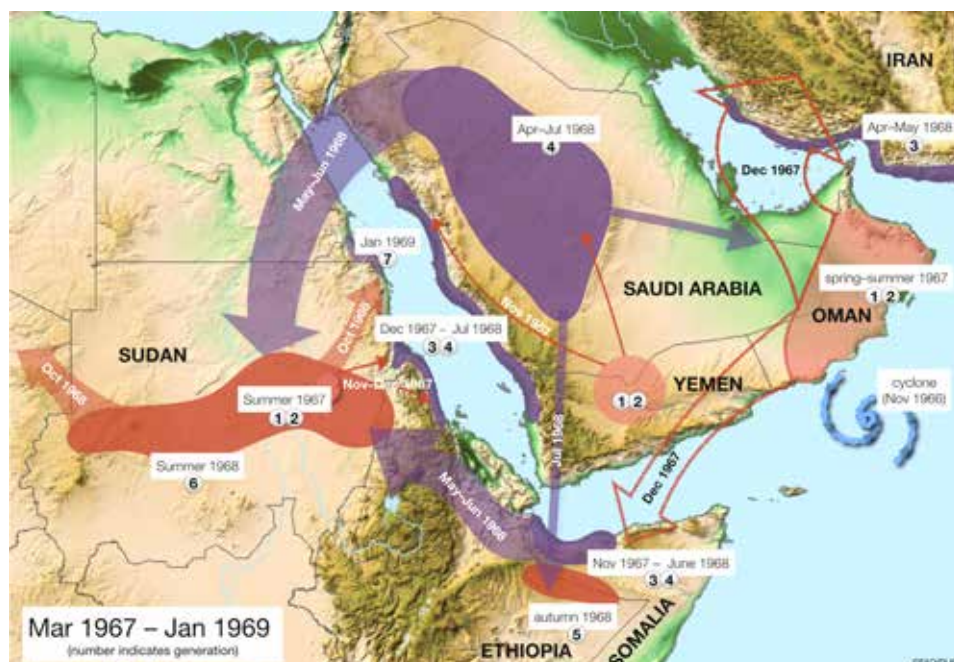 IRAN
Apr–May 1968
3
Apr–Jul 1968
4
Dec 1967
May–Jun 1968
Jan 1969
7
SAUDI ARABIA
spring–summer 1967
1 2
OMAN
Nov 1967
Dec 1967 – Jul 1968
3 4
Oct 1968
SUDAN
Nov-Dec 1967
Oct 1968
Summer 1967
1 2
YEMEN
1 2
cyclone
(Nov 1966)
Jul 1968
Dec 1967
Summer 1968
6
May–Jun 1968
Nov 1967 – June 1968
3 4
autumn 1968
5
SOMALIA
ETHIOPIA
Mar 1967 – Jan 1969
(number indicates generation)